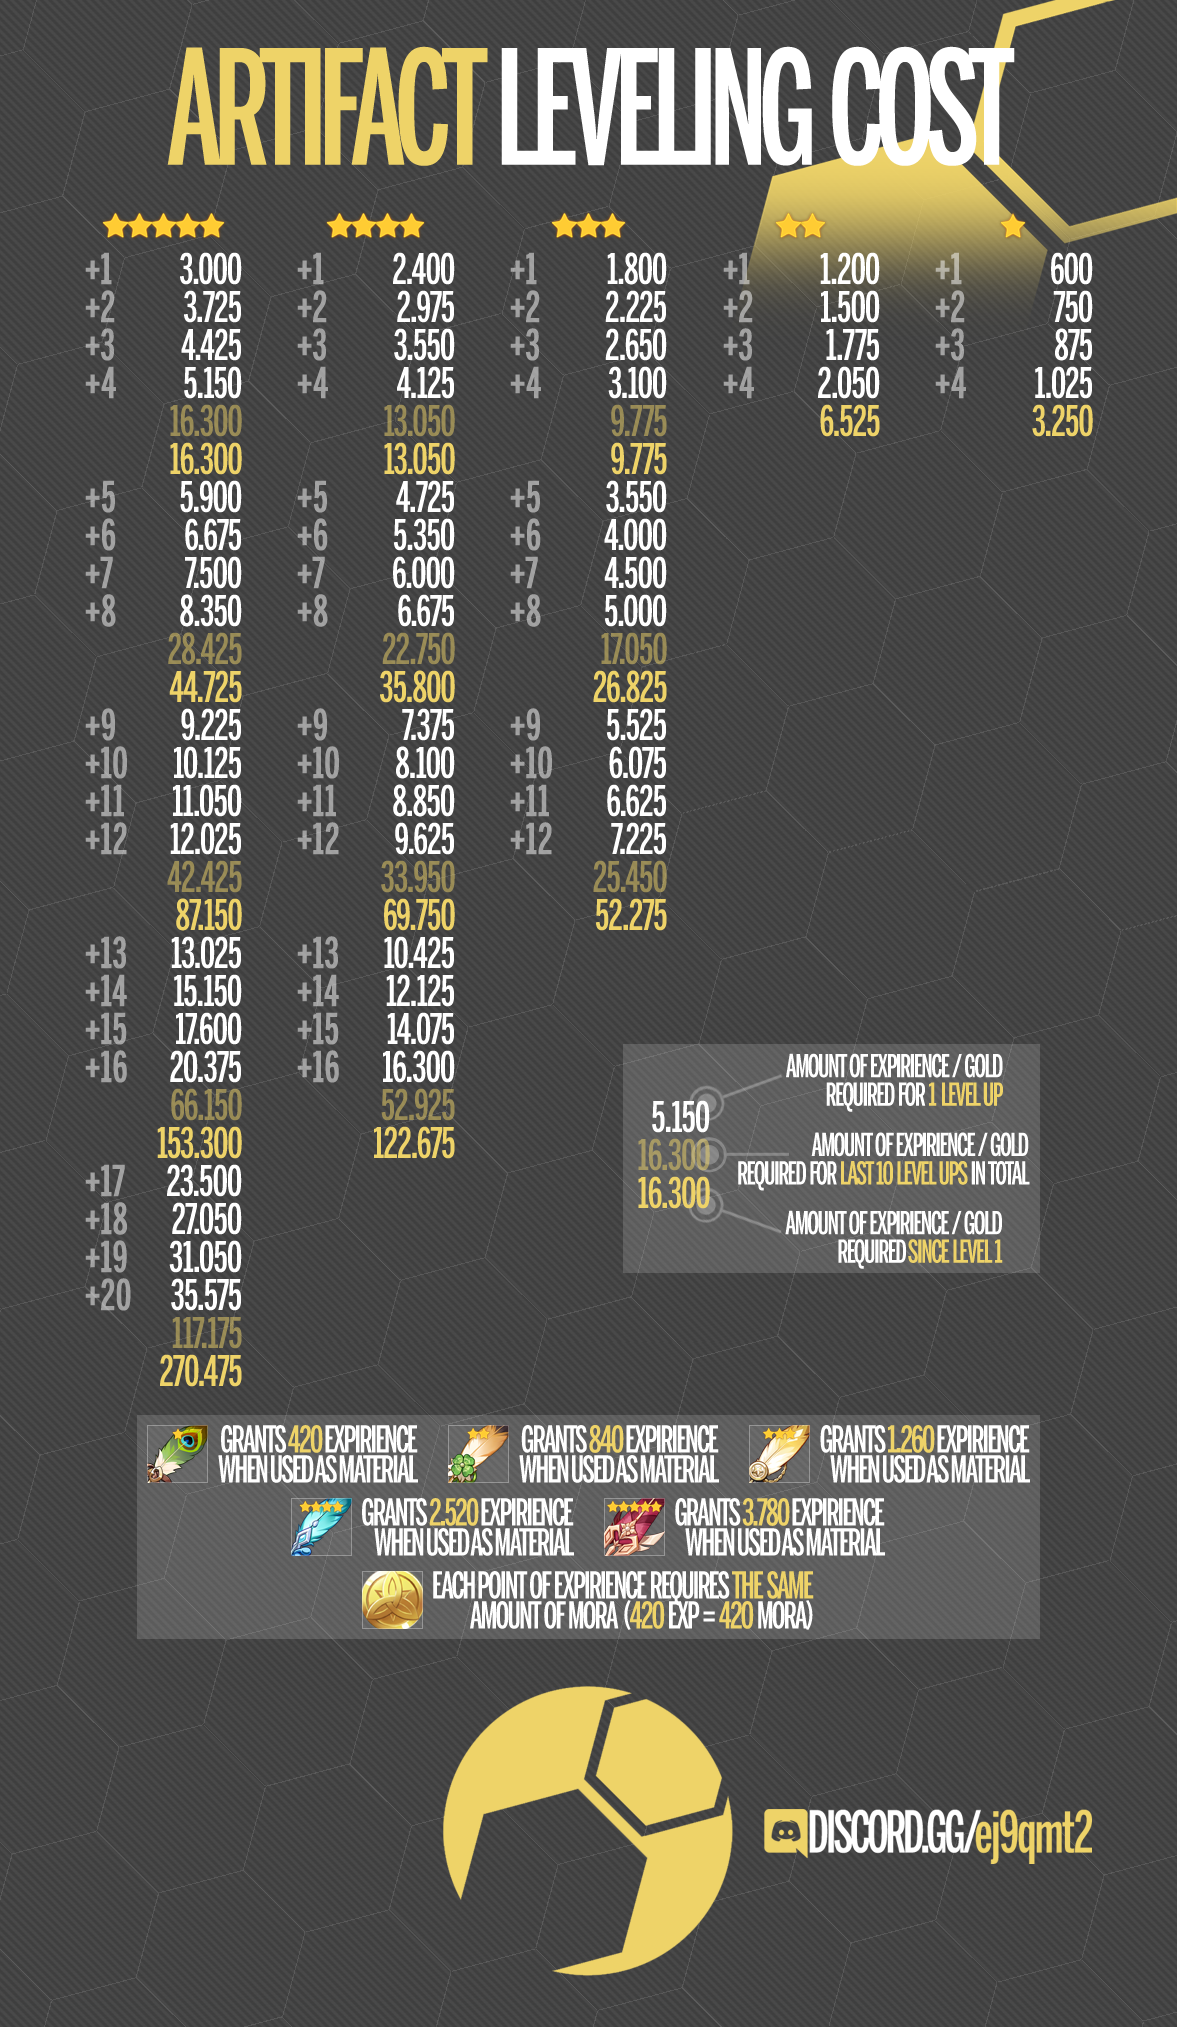 ARTIFACT LEVELING COST
+1 3.000 +1 2.400 +1 1.800 +1 1.200 +1 600
+2 3.725 +2 2.975 +2 2.225 +2 1.500 +2 750
+3 4.425 +3 3.550 +3 2.650 +3 1.775 +3 875
+4 5.150 +4 4.125 +4 3.100 +4 2.050 +4 1.025
16.300 13.050 9.775 6.525 3.250
16.300 13.050 9.775
+5 5.900 +5 4.725 +5 3.550
+6 6.675 +6 5.350 +6 4.000
+7 7.500 +7 6.000 +7 4.500
+8 8.350 +8 6.675 +8 5.000
28.425 22.750 17.050
44.725 35.800 26.825
+9 9.225 +9 7.375 +9 5.525
+10 10.125 +10 8.100 +10 6.075
+11 11.050 +11 8.850 +11 6.625
+12 12.025 +12 9.625 +12 7.225
42.425 33.950 25.450
87.150 69.750 52.275
+13 13.025 +13 10.425
+14 15.150 +14 12.125
+15 17.600 +15 14.075
+16 20.375 +16 16.300
66.150 52.925
153.300 122.675
+17 23.500
+18 27.050
+19 31.050
+20 35.575
117.175
270.475
5.150
16.300
16.300
AMOUNT OF EXPIRIENCE / GOLD
REQUIRED FOR 1 LEVEL UP
AMOUNT OF EXPIRIENCE / GOLD
REQUIRED FOR LAST 10 LEVEL UPS IN TOTAL
AMOUNT OF EXPIRIENCE / GOLD
REQUIRED SINCE LEVEL 1
GRANTS 420 EXPIRIENCE
WHEN USED AS MATERIAL
GRANTS 840 EXPIRIENCE
WHEN USED AS MATERIAL
GRANTS 1.260 EXPIRIENCE
WHEN USED AS MATERIAL
GRANTS 2.520 EXPIRIENCE
WHEN USED AS MATERIAL
GRANTS 3.780 EXPIRIENCE
WHEN USED AS MATERIAL
EACH POINT OF EXPIRIENCE REQUIRES THE SAME
AMOUNT OF MORA (420 EXP = 420 MORA)
DISCORD.GG/ej9qmt2